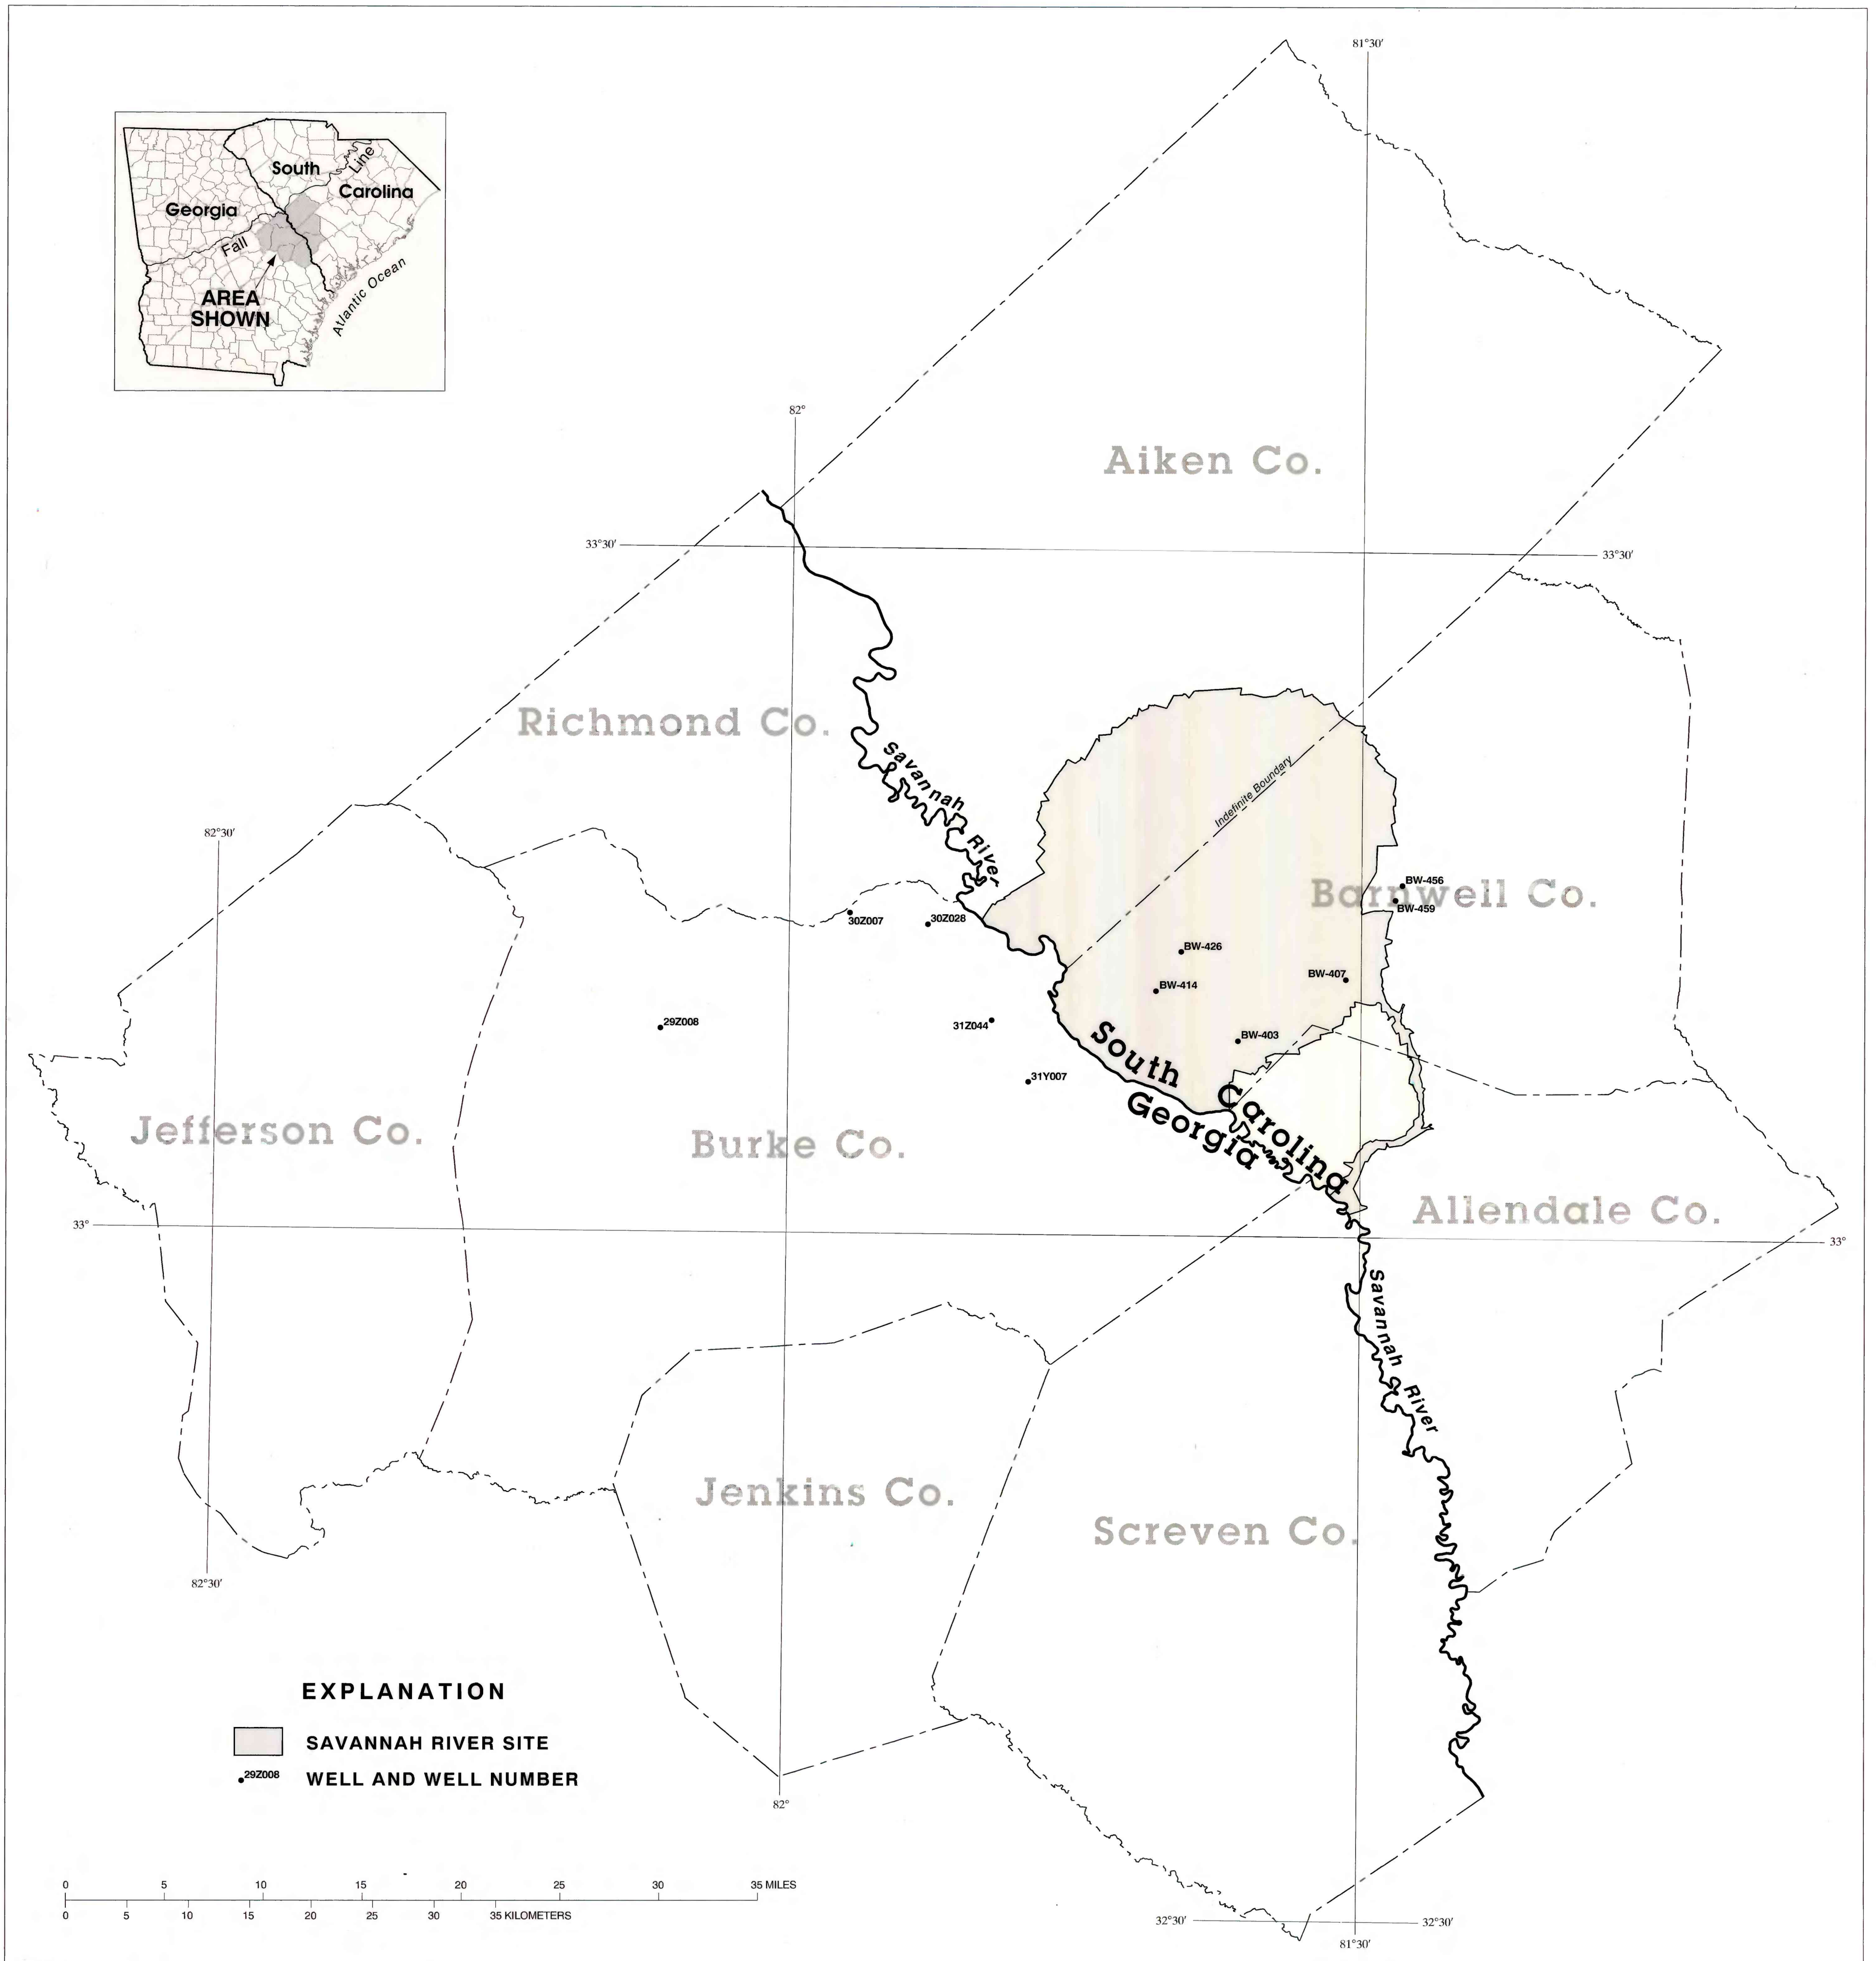 81°30′
South
Line
Carolina
Georgia
Fall
AREA
SHOWN
Atlantic Ocean
82°
Aiken Co.
33°30′
33°30′
Richmond Co.
Savannah River
Indefinite Boundary
82°30′
BW-456
Barnwell Co.
BW-459
30Z007
30Z028
BW-426
BW-407
BW-414
29Z008
31Z044
BW-403
31Y007
South Carolina
Georgia
Jefferson Co.
Burke Co.
Allendale Co.
33°
33°
Savannah River
Jenkins Co.
Screven Co.
82°30′
EXPLANATION
SAVANNAH RIVER SITE
29Z008 WELL AND WELL NUMBER
82°
0 5 10 15 20 25 30 35 MILES
0 5 10 15 20 25 30 35 KILOMETERS
32°30′
32°30′
81°30′